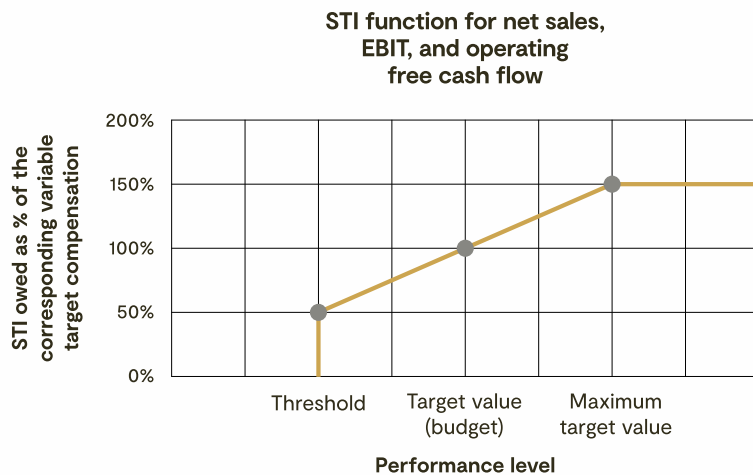 STI function for net sales,
EBIT, and operating
free cash flow
STI owed as % of the
corresponding variable
target compensation
200%
150%
100%
50%
0%
Threshold
Target value
(budget)
Maximum
target value
Performance level